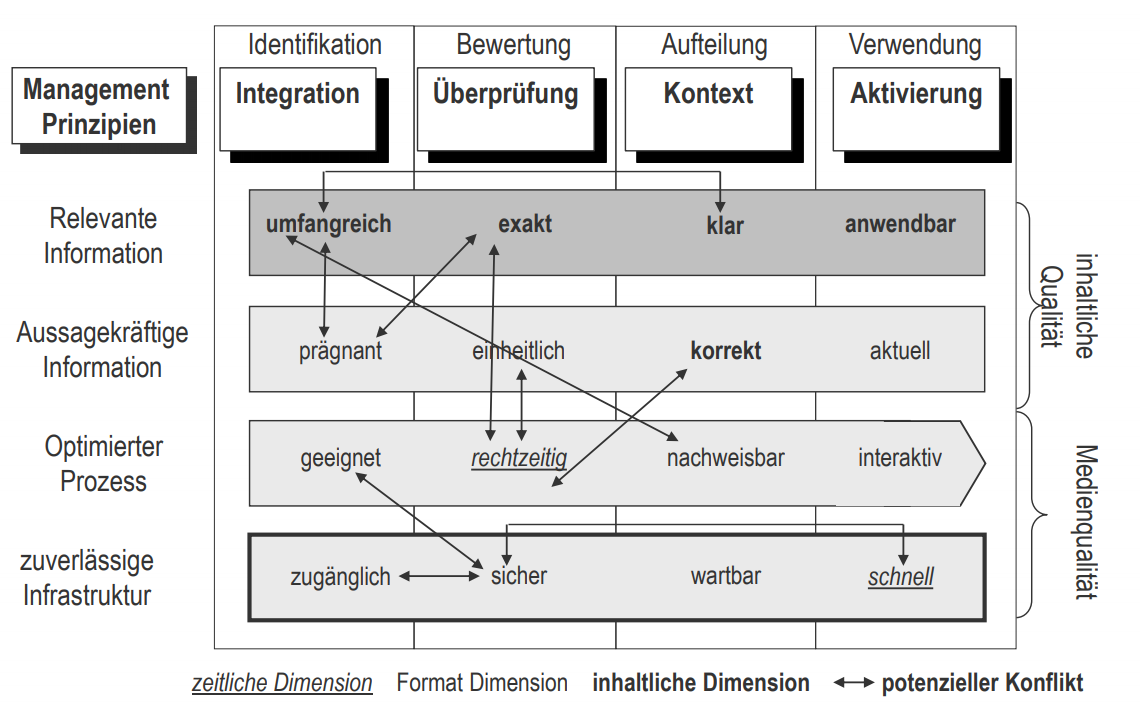 Identifikation Bewertung Aufteilung Verwendung
Management
Prinzipien
Integration Überprüfung Kontext Aktivierung
Relevante
Information
umfangreich exakt klar anwendbar
Aussagekräftige
Information
prägnant einheitlich korrekt aktuell
inhaltliche
Qualität
Optimierter
Prozess
geeignet rechtzeitig nachweisbar interaktiv
zuverlässige
Infrastruktur
zugänglich sicher wartbar schnell
Medienqualität
zeitliche Dimension Format Dimension inhaltliche Dimension potenzieller Konflikt